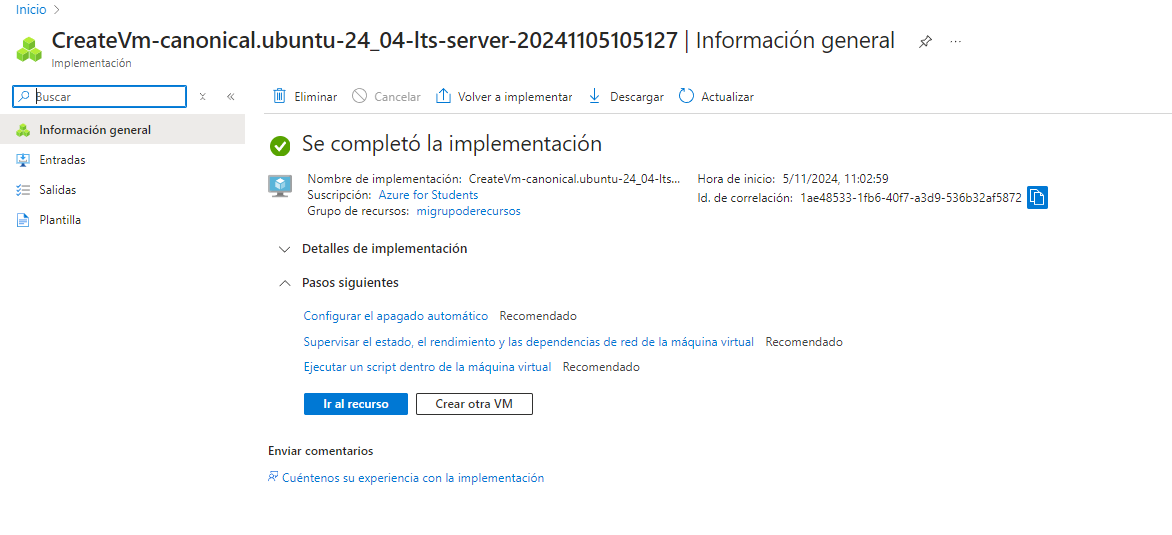 Inicio
CreateVm-canonical.ubuntu-24_04-lts-server-20241105105127 | Información general
Implementación
Buscar
Eliminar Cancelar Volver a implementar Descargar Actualizar
Información general
Entradas
Salidas
Plantilla
Se completó la implementación
Nombre de implementación: CreateVm-canonical.ubuntu-24_04-lts...
Suscripción: Azure for Students
Grupo de recursos: migrupoderecursos
Hora de inicio: 5/11/2024, 11:02:59
Id. de correlación: 1ae48533-1fb6-40f7-a3d9-536b32af5872
Detalles de implementación
Pasos siguientes
Configurar el apagado automático Recomendado
Supervisar el estado, el rendimiento y las dependencias de red de la máquina virtual Recomendado
Ejecutar un script dentro de la máquina virtual Recomendado
Ir al recurso Crear otra VM
Enviar comentarios
Cuéntenos su experiencia con la implementación